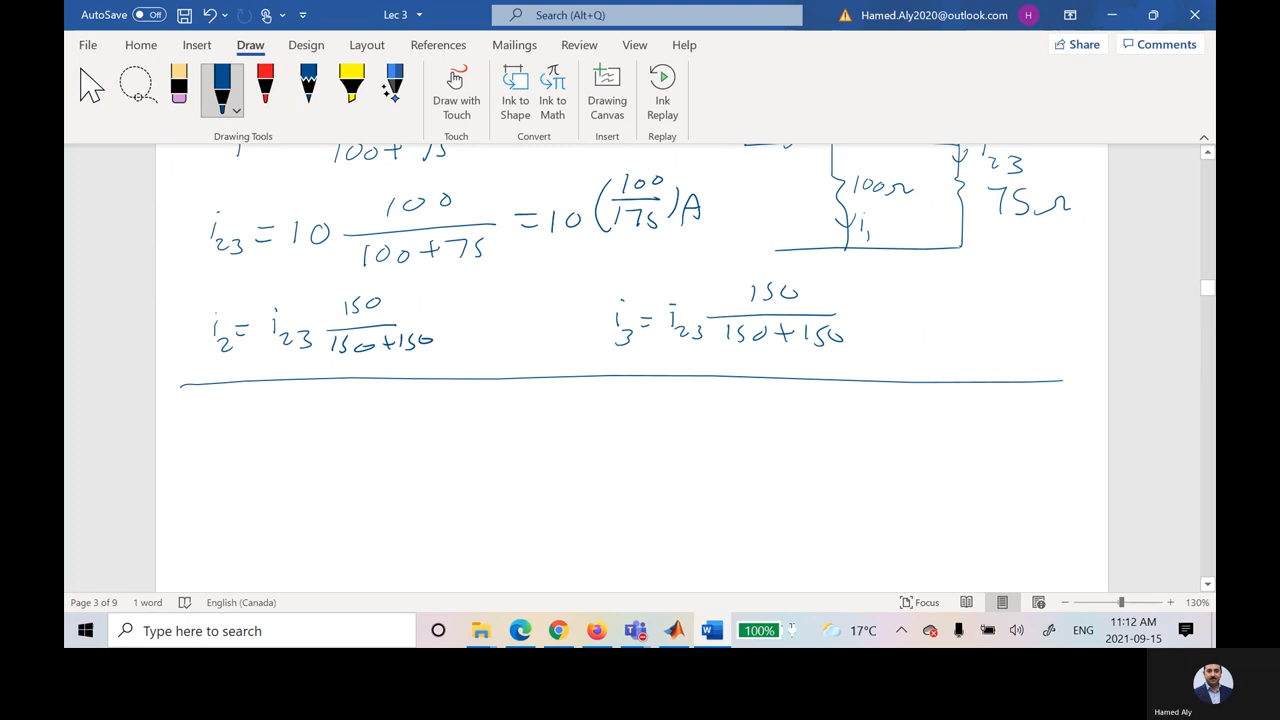 AutoSave Off Lec 3 Search (Alt+Q) Hamed.Aly2020@outlook.com H
File Home Insert Draw Design Layout References Mailings Review View Help Share Comments
Draw with Touch Ink to Shape Ink to Math Drawing Canvas Ink Replay
Drawing Tools Touch Convert Insert Replay
100+75
i23
100Ω 75Ω
i1
i23 = 10 100/(100+75) = 10 (100/175) A
i2 = i23 150/(150+150)
i3 = i23 150/(150+150)
Page 3 of 9 1 word English (Canada) Focus 130%
Type here to search 100% 17°C ENG 11:12 AM
2021-09-15
Hamed Aly